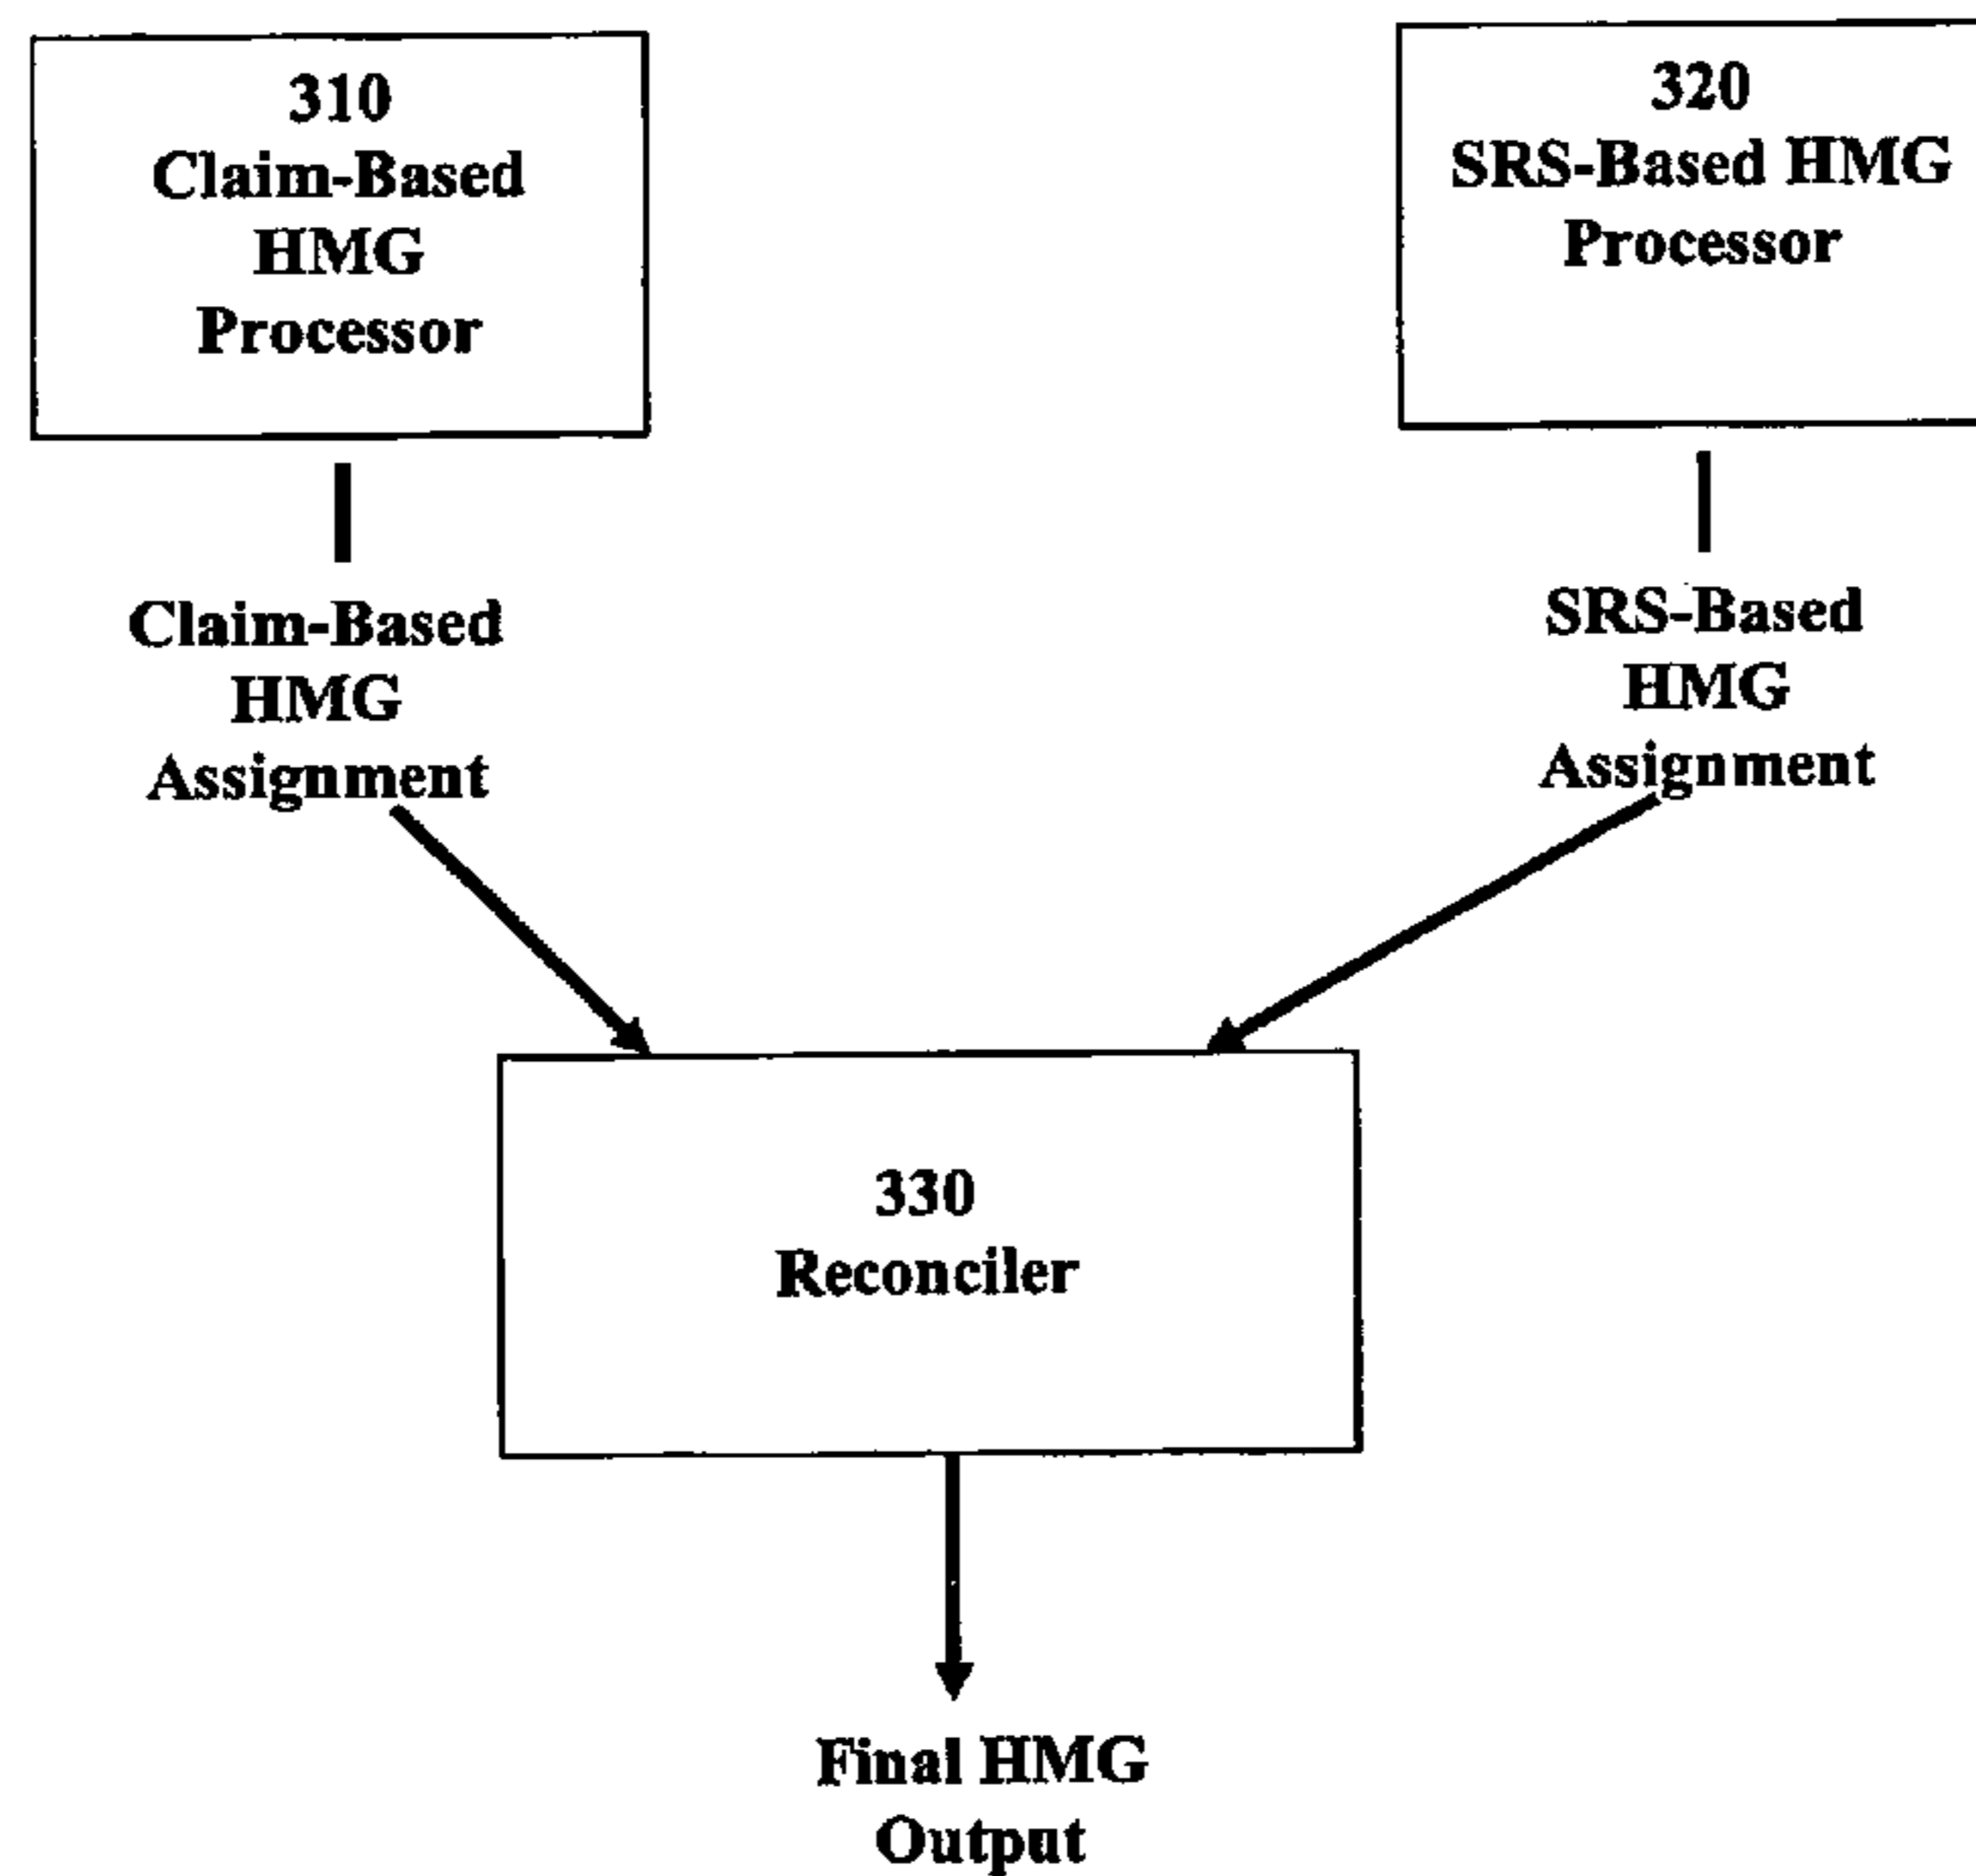 310
Claim-Based
HMG
Processor
320
SRS-Based HMG
Processor
Claim-Based
HMG
Assignment
SRS-Based
HMG
Assignment
330
Reconciler
Final HMG
Output